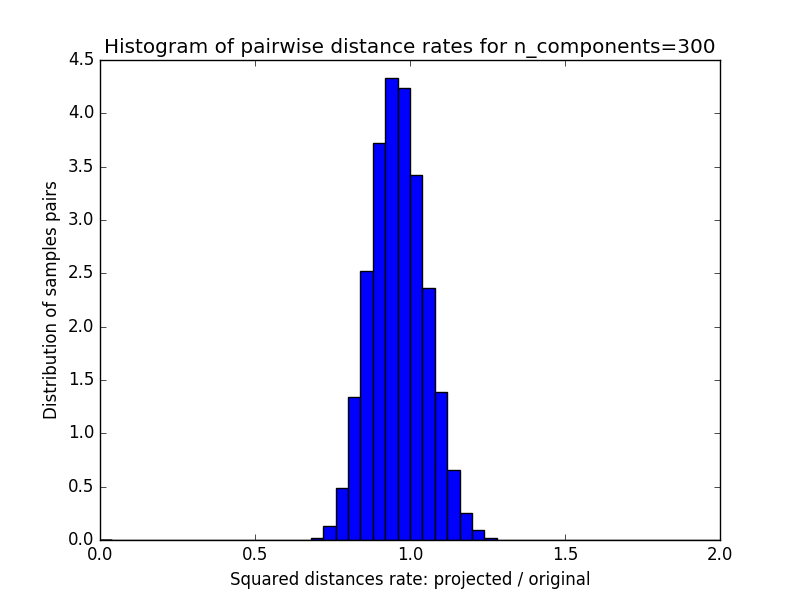 Histogram of pairwise distance rates for n_components=300
4.5
4.0
3.5
3.0
2.5
2.0
1.5
1.0
0.5
0.0
Distribution of samples pairs
0.0 0.5 1.0 1.5 2.0
Squared distances rate: projected / original